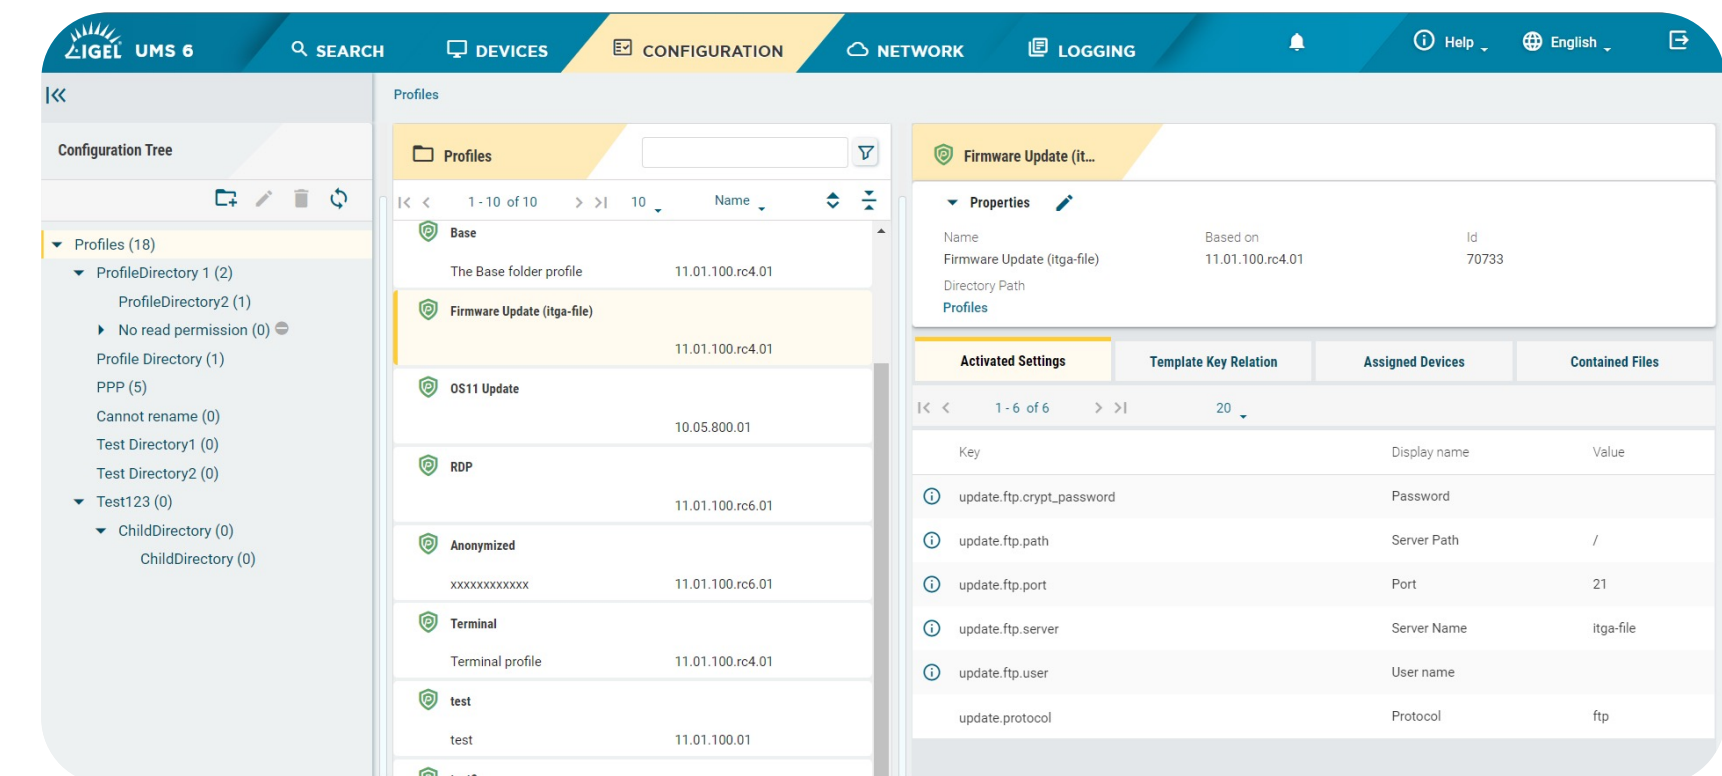 IGEL UMS 6
SEARCH
DEVICES
CONFIGURATION
NETWORK
LOGGING
Help
English
Profiles
Configuration Tree
Profiles (18)
ProfileDirectory 1 (2)
ProfileDirectory2 (1)
No read permission (0)
Profile Directory (1)
PPP (5)
Cannot rename (0)
Test Directory1 (0)
Test Directory2 (0)
Test123 (0)
ChildDirectory (0)
ChildDirectory (0)
Profiles
1 - 10 of 10 10 Name
Base
The Base folder profile 11.01.100.rc4.01
Firmware Update (itga-file)
11.01.100.rc4.01
OS11 Update
10.05.800.01
RDP
11.01.100.rc6.01
Anonymized
xxxxxxxxxxxx 11.01.100.rc6.01
Terminal
Terminal profile 11.01.100.rc4.01
test
test 11.01.100.01
Firmware Update (it...
Properties
Name Based on Id
Firmware Update (itga-file) 11.01.100.rc4.01 70733
Directory Path
Profiles
Activated Settings Template Key Relation Assigned Devices Contained Files
1 - 6 of 6 20
Key Display name Value
update.ftp.crypt_password Password
update.ftp.path Server Path /
update.ftp.port Port 21
update.ftp.server Server Name itga-file
update.ftp.user User name
update.protocol Protocol ftp